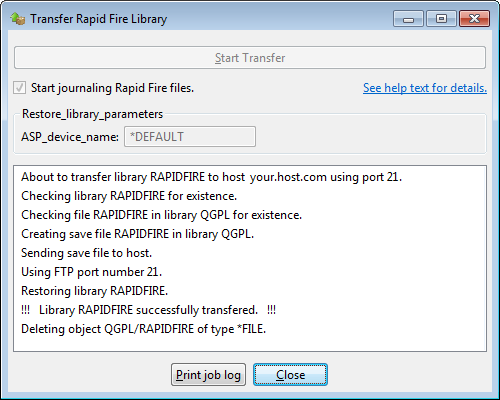 Transfer Rapid Fire Library
Start Transfer
Start journaling Rapid Fire files. See help text for details.
Restore_library_parameters
ASP_device_name: *DEFAULT
About to transfer library RAPIDFIRE to host your.host.com using port 21.
Checking library RAPIDFIRE for existence.
Checking file RAPIDFIRE in library QGPL for existence.
Creating save file RAPIDFIRE in library QGPL.
Sending save file to host.
Using FTP port number 21.
Restoring library RAPIDFIRE.
!!! Library RAPIDFIRE successfully transfered. !!!
Deleting object QGPL/RAPIDFIRE of type *FILE.
Print job log Close